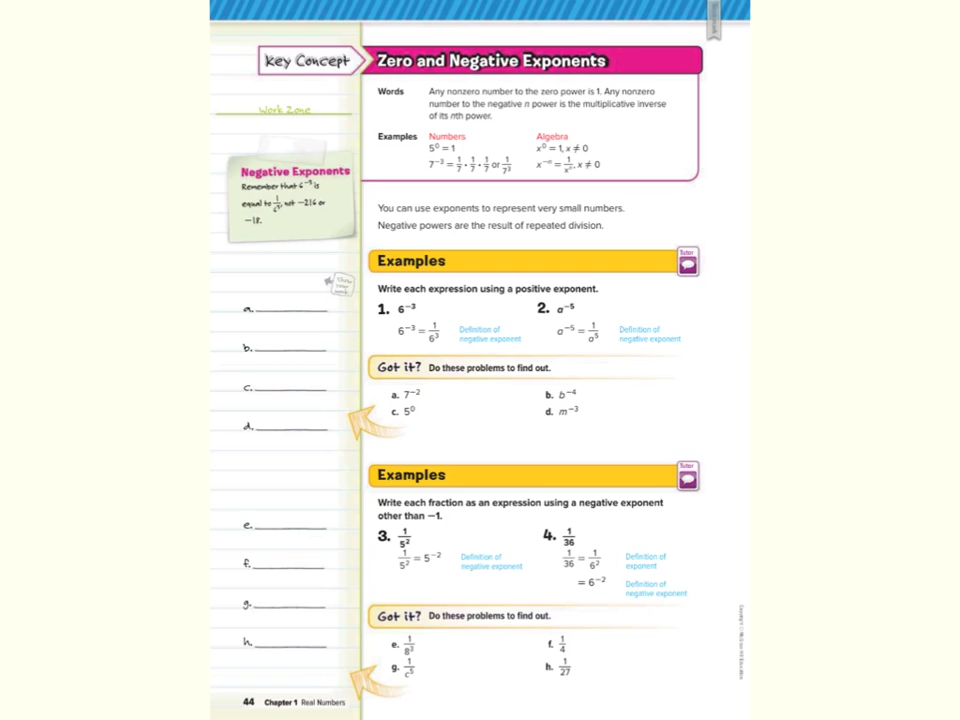 Key Concept
Zero and Negative Exponents
Work Zone
Words Any nonzero number to the zero power is 1. Any nonzero
number to the negative n power is the multiplicative inverse
of its nth power.
Examples Numbers Algebra
5⁰ = 1 x⁰ = 1, x ≠ 0
7⁻³ = 1/7 · 1/7 · 1/7 or 1/7³ x⁻ⁿ = 1/xⁿ, x ≠ 0
Negative Exponents
Remember that 6⁻³ is
equal to 1/6³, not −216 or
−18.
You can use exponents to represent very small numbers.
Negative powers are the result of repeated division.
Examples
Tutor
Write each expression using a positive exponent.
1. 6⁻³ 2. a⁻⁵
6⁻³ = 1/6³ Definition of negative exponent a⁻⁵ = 1/a⁵ Definition of negative exponent
Show
your
work.
a.
b.
c.
d.
Got it? Do these problems to find out.
a. 7⁻² b. b⁻⁴
c. 5⁰ d. m⁻³
Examples
Tutor
Write each fraction as an expression using a negative exponent
other than −1.
3. 1/5² 4. 1/36
1/5² = 5⁻² Definition of negative exponent 1/36 = 1/6² Definition of exponent
= 6⁻² Definition of negative exponent
e.
f.
g.
h.
Got it? Do these problems to find out.
e. 1/8³ f. 1/4
g. 1/c⁵ h. 1/27
44 Chapter 1 Real Numbers